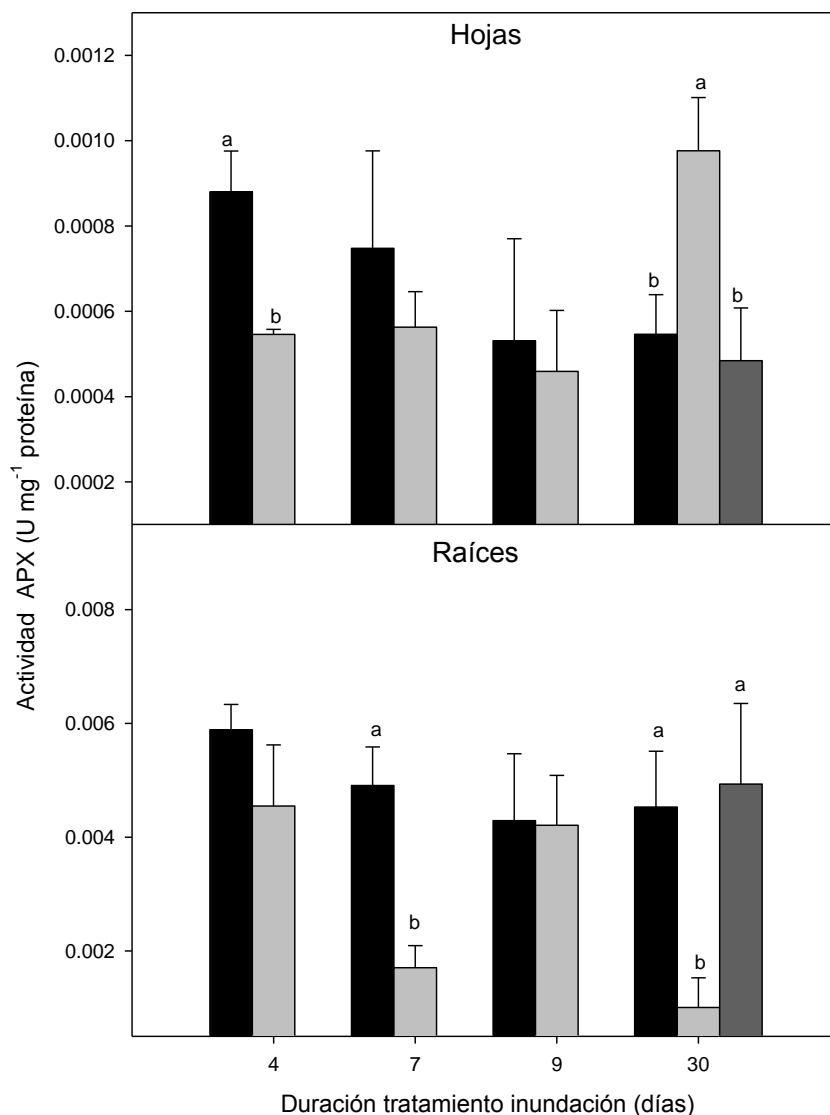 Hojas
0.0012
a
a
0.0010
0.0008
b
b
0.0006
b
0.0004
0.0002
Actividad  APX (U mg⁻¹ proteína)
Raíces
0.008
a
0.006
a
a
0.004
b
b
0.002
4 7 9 30
Duración tratamiento inundación (días)